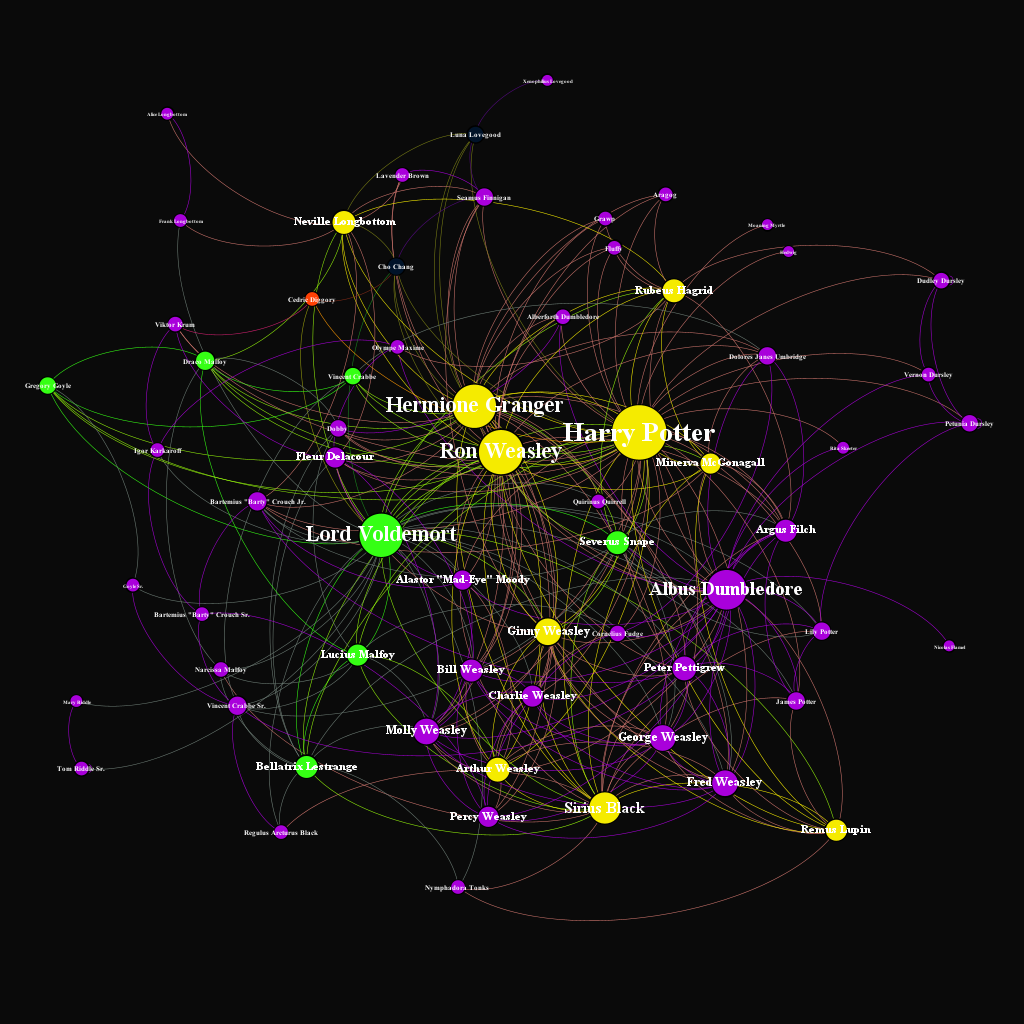 Xenophilius Lovegood
Alice Longbottom
Luna Lovegood
Lavender Brown
Seamus Finnigan
Aragog
Frank Longbottom
Neville Longbottom
Grawp
Moaning Myrtle
Fluffy
Hedwig
Cho Chang
Dudley Dursley
Rubeus Hagrid
Cedric Diggory
Alberforth Dumbledore
Viktor Krum
Olympe Maxime
Dolores Janes Umbridge
Draco Malfoy
Vernon Dursley
Vincent Crabbe
Gregory Goyle
Hermione Granger
Petunia Dursley
Dobby
Harry Potter
Igor Karkaroff
Ron Weasley
Rita Skeeter
Fleur Delacour
Minerva McGonagall
Bartemius "Barty" Crouch Jr.
Quirinus Quirrell
Argus Filch
Lord Voldemort
Severus Snape
Alastor "Mad-Eye" Moody
Goyle Sr.
Albus Dumbledore
Bartemius "Barty" Crouch Sr.
Ginny Weasley
Cornelius Fudge
Lily Potter
Nicolas Flamel
Lucius Malfoy
Narcissa Malfoy
Bill Weasley
Peter Pettigrew
Charlie Weasley
Mary Riddle
James Potter
Vincent Crabbe Sr.
Molly Weasley
George Weasley
Tom Riddle Sr.
Bellatrix Lestrange
Arthur Weasley
Fred Weasley
Sirius Black
Percy Weasley
Regulus Arcturus Black
Remus Lupin
Nymphadora Tonks